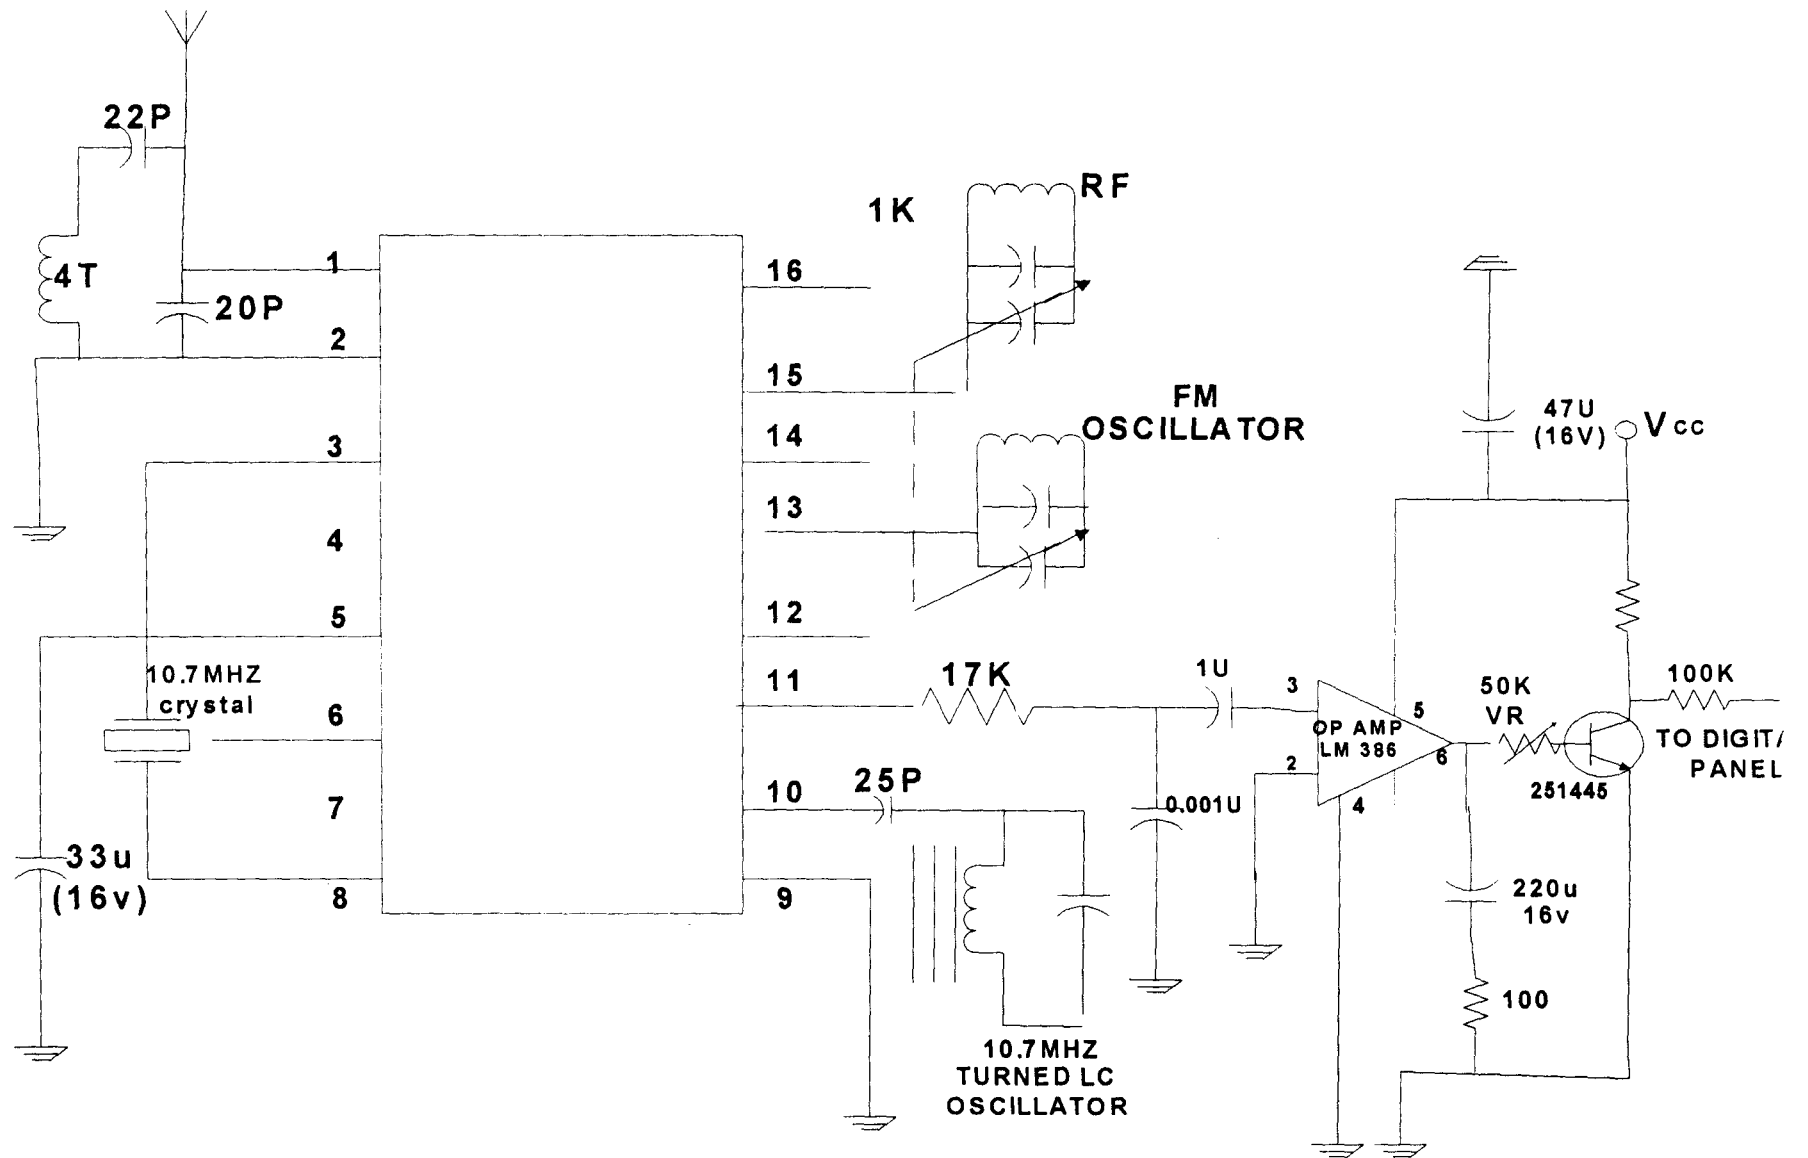 22P
4T
20P
1
2
3
4
5
10.7MHZ
crystal
6
7
33u
(16v)
8
16
15
14
13
12
11
10
9
1K
RF
FM
OSCILLATOR
17K
1U
0.001U
25P
10.7MHZ
TURNED LC
OSCILLATOR
47U
(16V)
Vcc
3
2
OP AMP
LM 386
5
6
4
50K
VR
251445
100K
TO DIGIT
PANEL
220u
16v
100